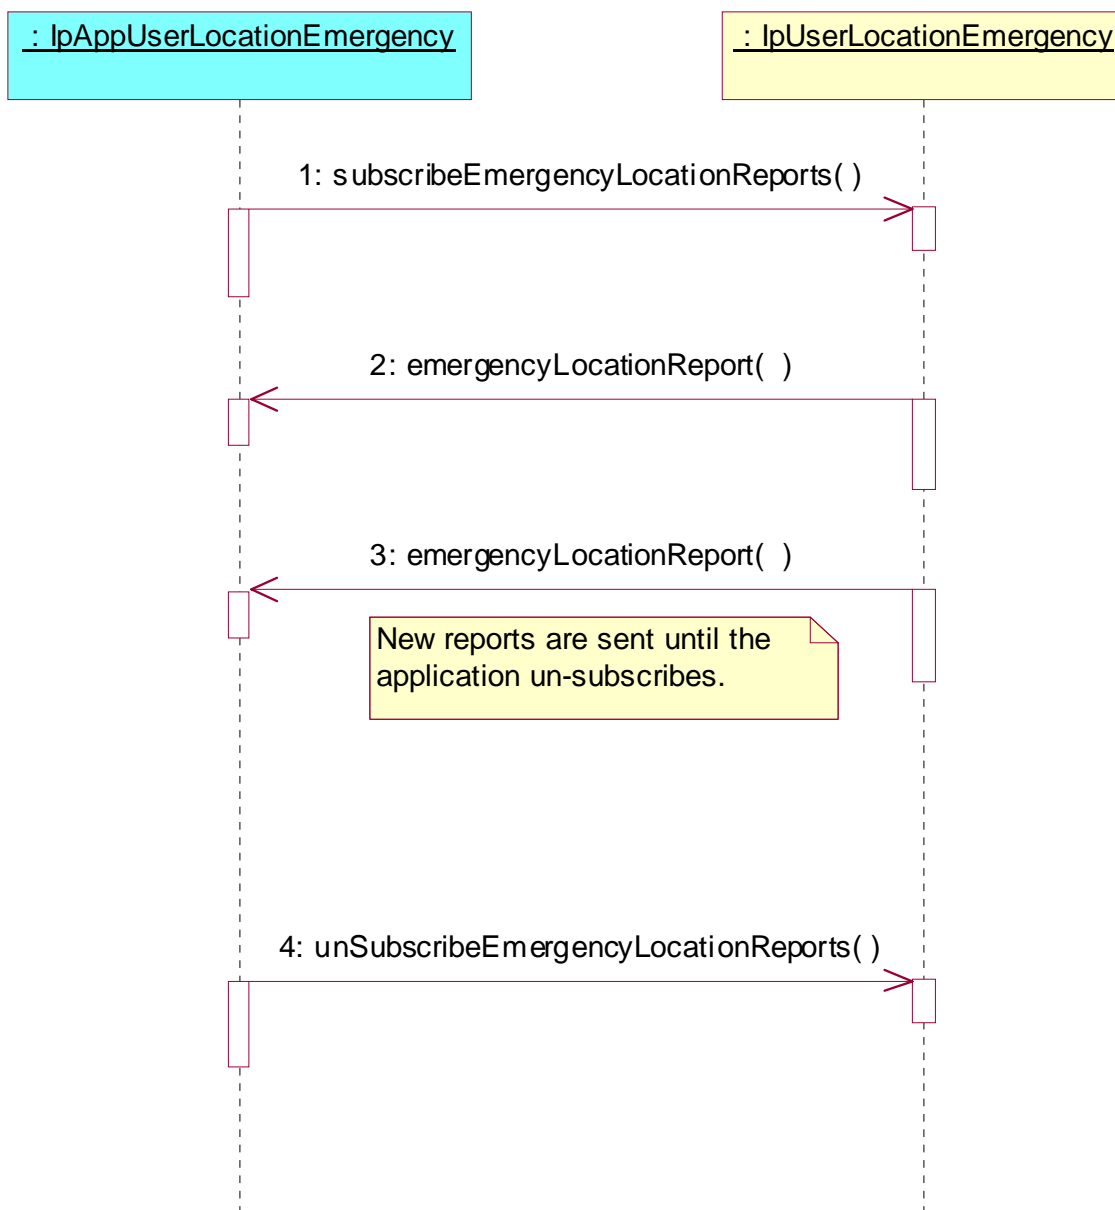 : IpAppUserLocationEmergency
: IpUserLocationEmergency
1: subscribeEmergencyLocationReports( )
2: emergencyLocationReport( )
3: emergencyLocationReport( )
New reports are sent until the
application un-subscribes.
4: unSubscribeEmergencyLocationReports( )